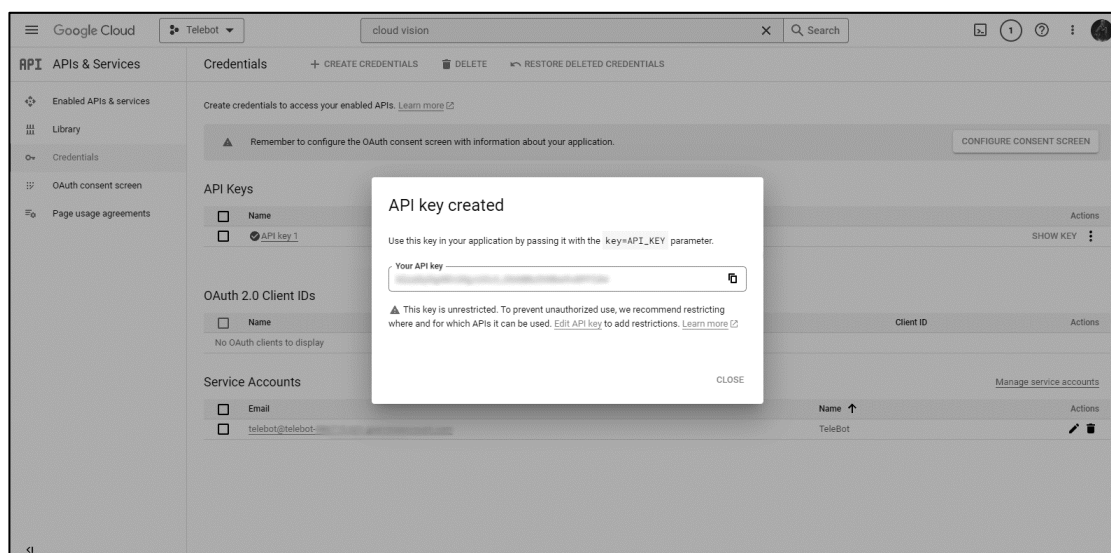 Google Cloud
Telebot
cloud vision
Search
1
API APIs & Services
Credentials
+ CREATE CREDENTIALS
DELETE
RESTORE DELETED CREDENTIALS
Enabled APIs & services
Library
Credentials
OAuth consent screen
Page usage agreements
Create credentials to access your enabled APIs. Learn more
Remember to configure the OAuth consent screen with information about your application.
CONFIGURE CONSENT SCREEN
API Keys
Name
Actions
API key 1
SHOW KEY
API key created
Use this key in your application by passing it with the key=API_KEY parameter.
Your API key
This key is unrestricted. To prevent unauthorized use, we recommend restricting
where and for which APIs it can be used. Edit API key to add restrictions. Learn more
CLOSE
OAuth 2.0 Client IDs
Name
Client ID
Actions
No OAuth clients to display
Service Accounts
Manage service accounts
Email
Name
Actions
telebot@telebot-
TeleBot